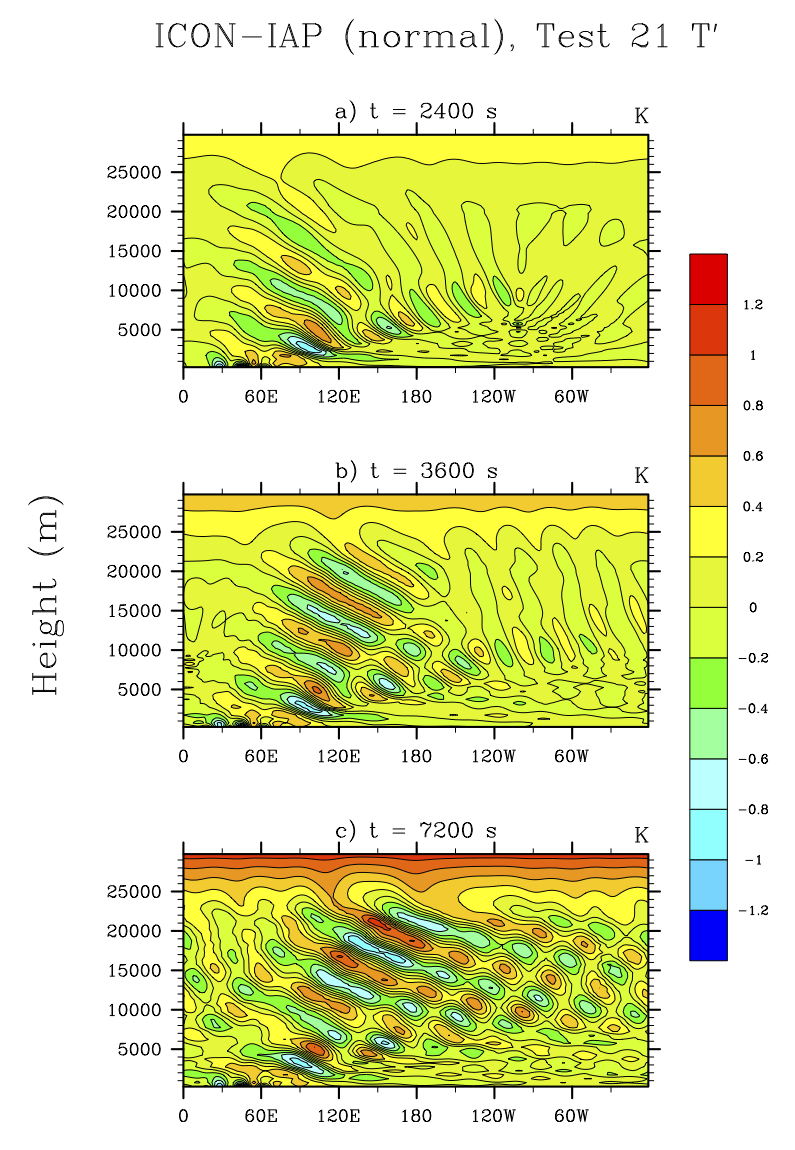 ICON−IAP (normal), Test 21 T′
a) t = 2400 s
K
25000
20000
15000
10000
5000
0 60E 120E 180 120W 60W
b) t = 3600 s
K
25000
20000
15000
10000
5000
0 60E 120E 180 120W 60W
c) t = 7200 s
K
25000
20000
15000
10000
5000
0 60E 120E 180 120W 60W
Height (m)
1.2
1
0.8
0.6
0.4
0.2
0
−0.2
−0.4
−0.6
−0.8
−1
−1.2